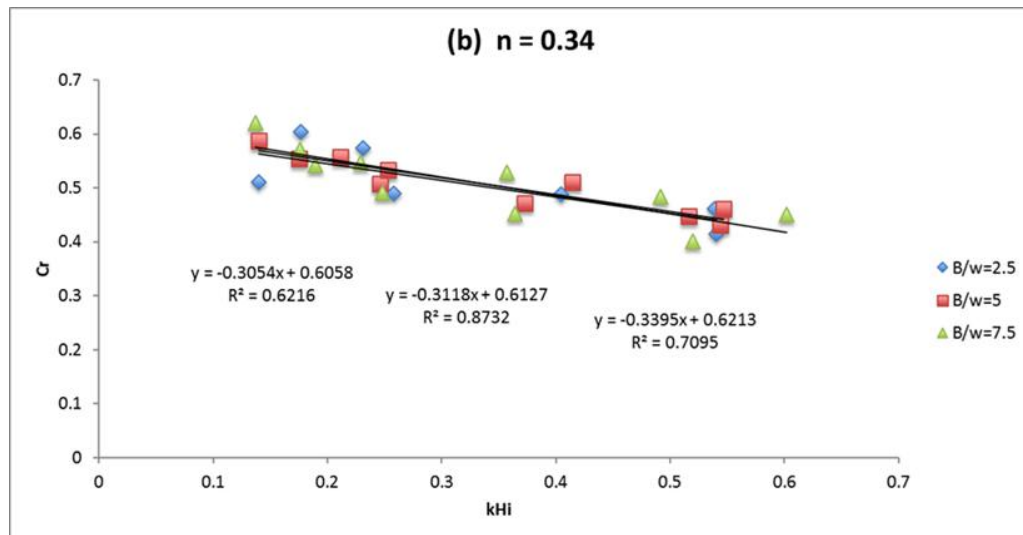 (b) n = 0.34
0.7
0.6
0.5
0.4
0.3
0.2
0.1
0
Cr
y = -0.3054x + 0.6058
R² = 0.6216
y = -0.3118x + 0.6127
R² = 0.8732
y = -0.3395x + 0.6213
R² = 0.7095
B/w=2.5
B/w=5
B/w=7.5
0 0.1 0.2 0.3 0.4 0.5 0.6 0.7
kHi